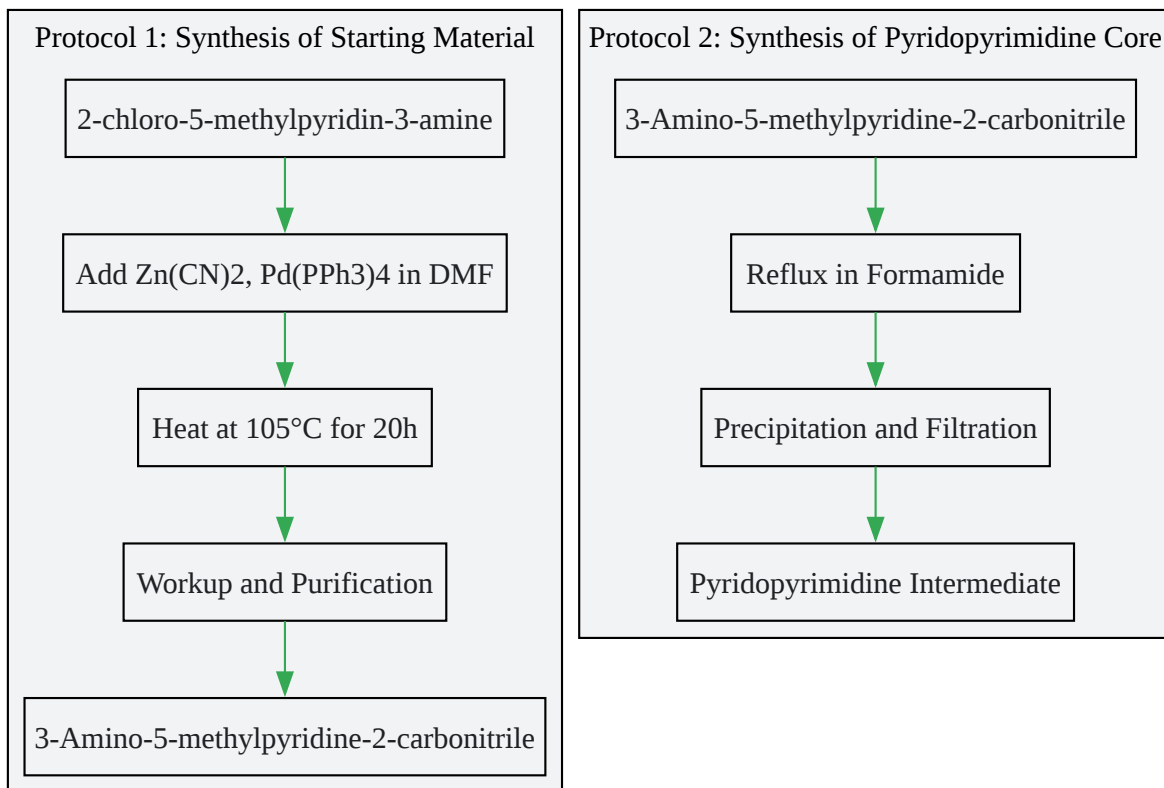 Protocol 1: Synthesis of Starting Material
2-chloro-5-methylpyridin-3-amine
Add Zn(CN)2, Pd(PPh3)4 in DMF
Heat at 105°C for 20h
Workup and Purification
3-Amino-5-methylpyridine-2-carbonitrile
Protocol 2: Synthesis of Pyridopyrimidine Core
3-Amino-5-methylpyridine-2-carbonitrile
Reflux in Formamide
Precipitation and Filtration
Pyridopyrimidine Intermediate